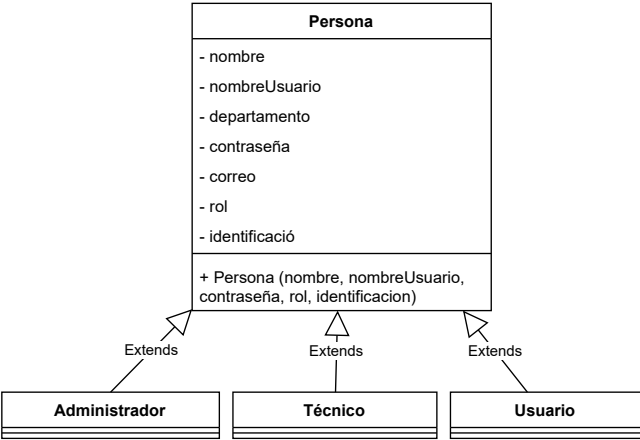 Persona
- nombre
- nombreUsuario
- departamento
- contraseña
- correo
- rol
- identificació
+ Persona (nombre, nombreUsuario,
contraseña, rol, identificacion)
Extends
Extends
Extends
Administrador
Técnico
Usuario